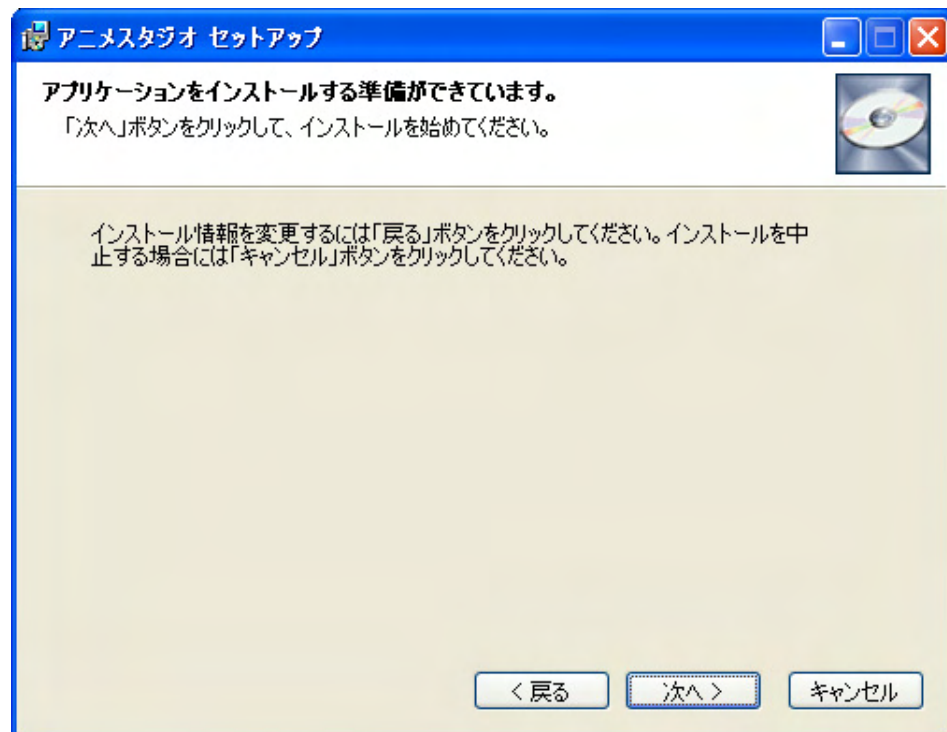 アニメスタジオ セットアップ
アプリケーションをインストールする準備ができています。
「次へ」ボタンをクリックして、インストールを始めてください。
インストール情報を変更するには「戻る」ボタンをクリックしてください。インストールを中
止する場合には「キャンセル」ボタンをクリックしてください。
< 戻る
次へ >
キャンセル